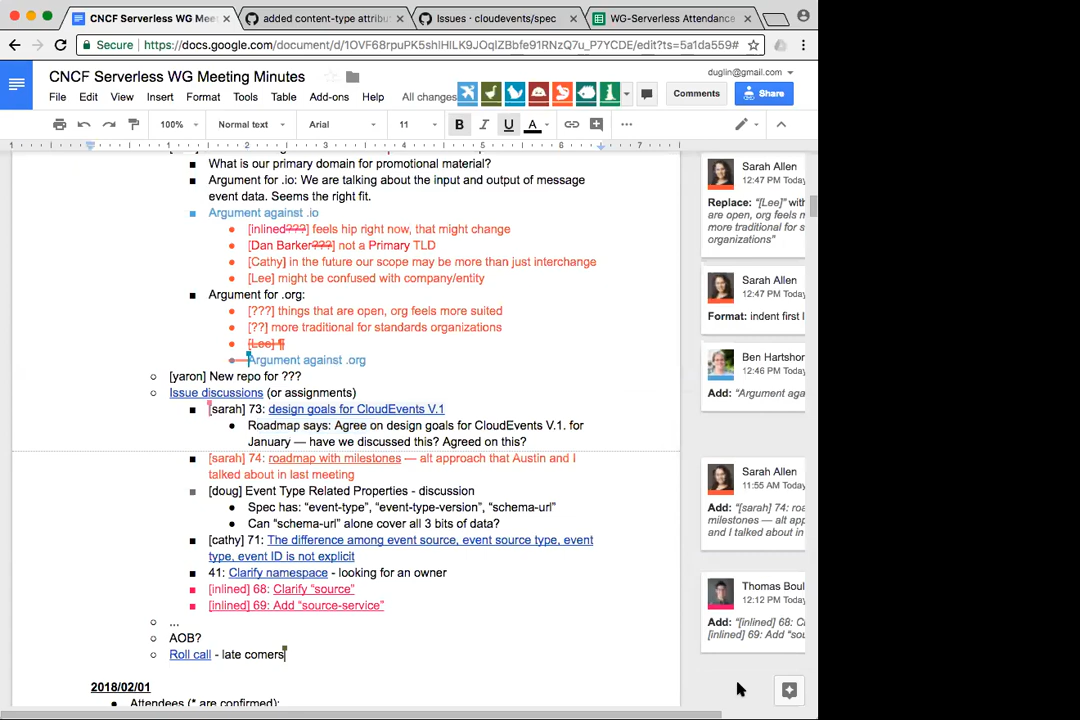 CNCF Serverless WG Meet
added content-type attribu
Issues · cloudevents/spec
WG-Serverless Attendance
Secure https://docs.google.com/document/d/1OVF68rpuPK5shlHILK9JOqlZBbfe91RNzQ7u_P7YCDE/edit?ts=5a1da559#
duglin@gmail.com
CNCF Serverless WG Meeting Minutes
File Edit View Insert Format Tools Table Add-ons Help All changes
Comments
Share
100% Normal text Arial 11 B I U A
1 1 2 3 4 5 6 7
What is our primary domain for promotional material?
Argument for .io: We are talking about the input and output of message
event data. Seems the right fit.
Argument against .io
[inlined???] feels hip right now, that might change
[Dan Barker???] not a Primary TLD
[Cathy] in the future our scope may be more than just interchange
[Lee] might be confused with company/entity
Argument for .org:
[???] things that are open, org feels more suited
[??] more traditional for standards organizations
[Lee] ¶
Argument against .org
[yaron] New repo for ???
Issue discussions (or assignments)
[sarah] 73: design goals for CloudEvents V.1
Roadmap says: Agree on design goals for CloudEvents V.1. for
January — have we discussed this? Agreed on this?
[sarah] 74: roadmap with milestones — alt approach that Austin and I
talked about in last meeting
[doug] Event Type Related Properties - discussion
Spec has: “event-type”, “event-type-version”, “schema-url”
Can “schema-url” alone cover all 3 bits of data?
[cathy] 71: The difference among event source, event source type, event
type, event ID is not explicit
41: Clarify namespace - looking for an owner
[inlined] 68: Clarify “source”
[inlined] 69: Add “source-service”
...
AOB?
Roll call - late comers
2018/02/01
Attendees (* are confirmed):
Sarah Allen
12:47 PM Today
Replace: “[Lee]” with
are open, org feels m
more traditional for s
organizations”
Sarah Allen
12:47 PM Today
Format: indent first l
Ben Hartshor
12:46 PM Today
Add: “Argument aga
Sarah Allen
11:55 AM Today
Add: “[sarah] 74: roa
milestones — alt app
and I talked about in
Thomas Boul
12:12 PM Today
Add: “[inlined] 68: Cl
[inlined] 69: Add “sou